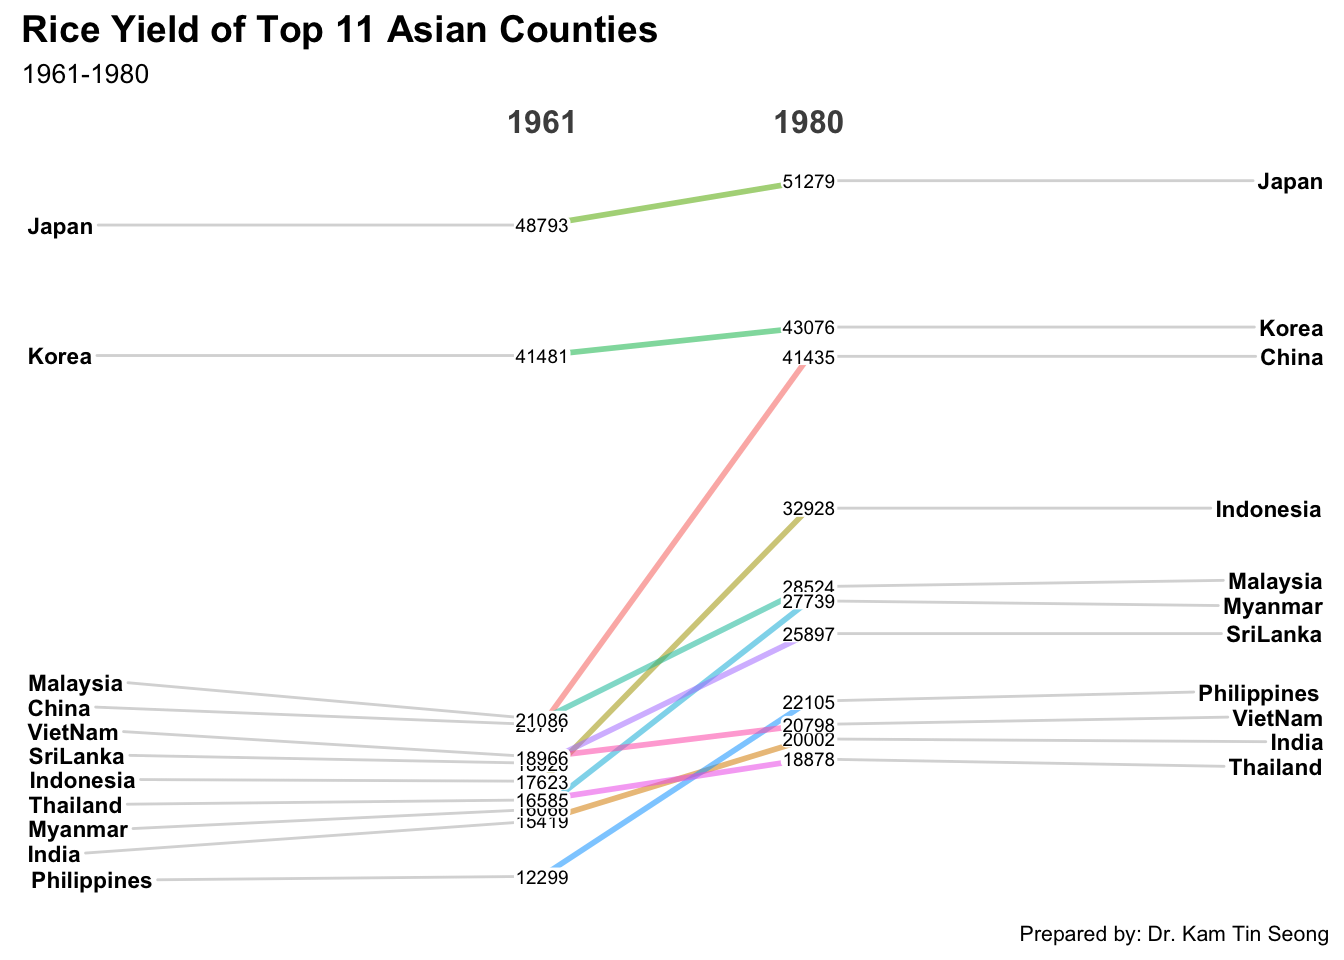 Rice Yield of Top 11 Asian Counties
1961-1980
1961
1980
51279
Japan
Japan
48793
43076
Korea
Korea
41481
41435
China
32928
Indonesia
28524
Malaysia
27739
Myanmar
25897
SriLanka
Malaysia
21086
China
22105
Philippines
20798
VietNam
20002
India
18878
Thailand
VietNam
18966
SriLanka
Indonesia
17623
Thailand
16585
Myanmar
16066
India
15419
Philippines
12299
Prepared by: Dr. Kam Tin Seong